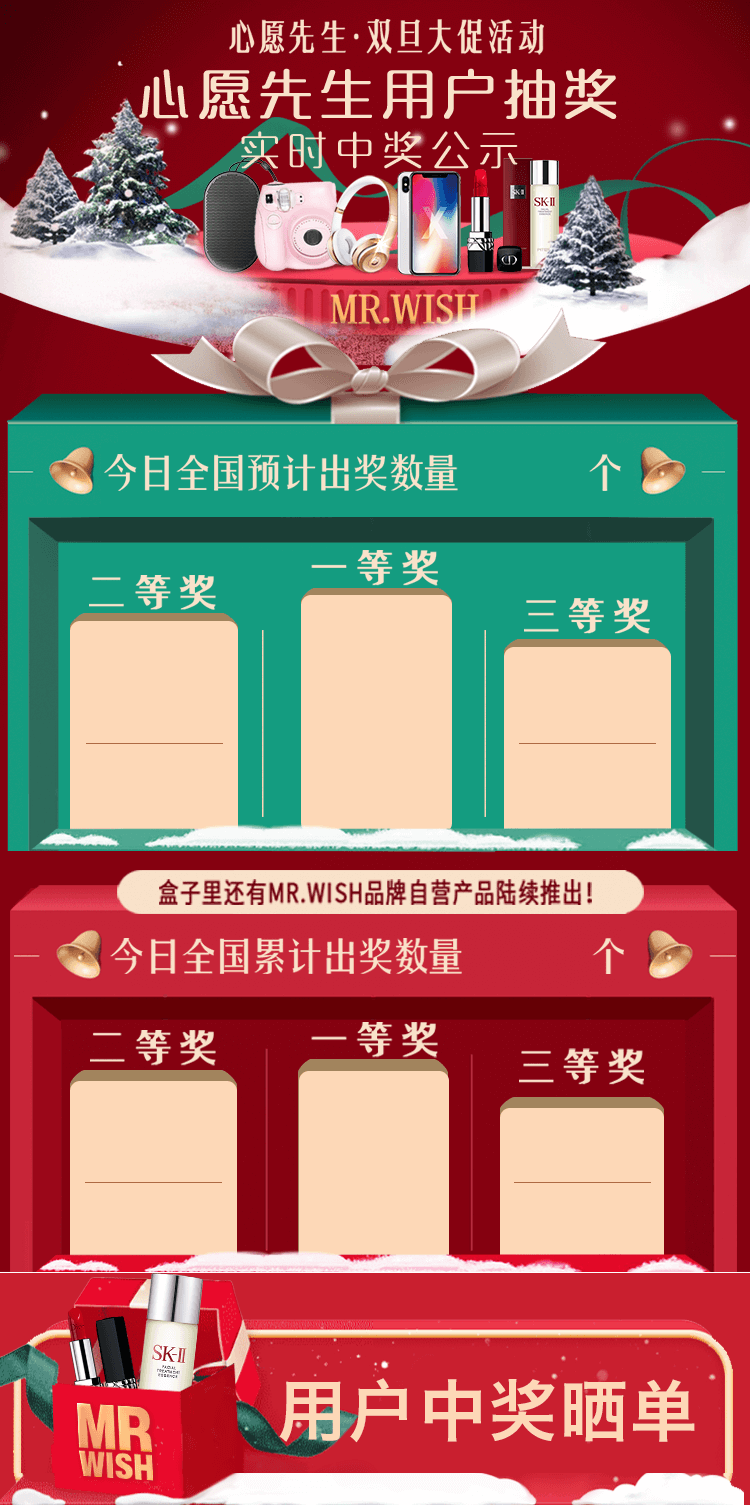 心愿先生·双旦大促活动
心愿先生用户抽奖
实时中奖公示
SK-II
SK-II
X
MR.WISH
今日全国预计出奖数量 个
一等奖
二等奖
三等奖
盒子里还有MR.WISH品牌自营产品陆续推出!
今日全国累计出奖数量 个
一等奖
二等奖
三等奖
SK-II
FACIAL
TREATMENT
ESSENCE
MR
WISH
用户中奖晒单